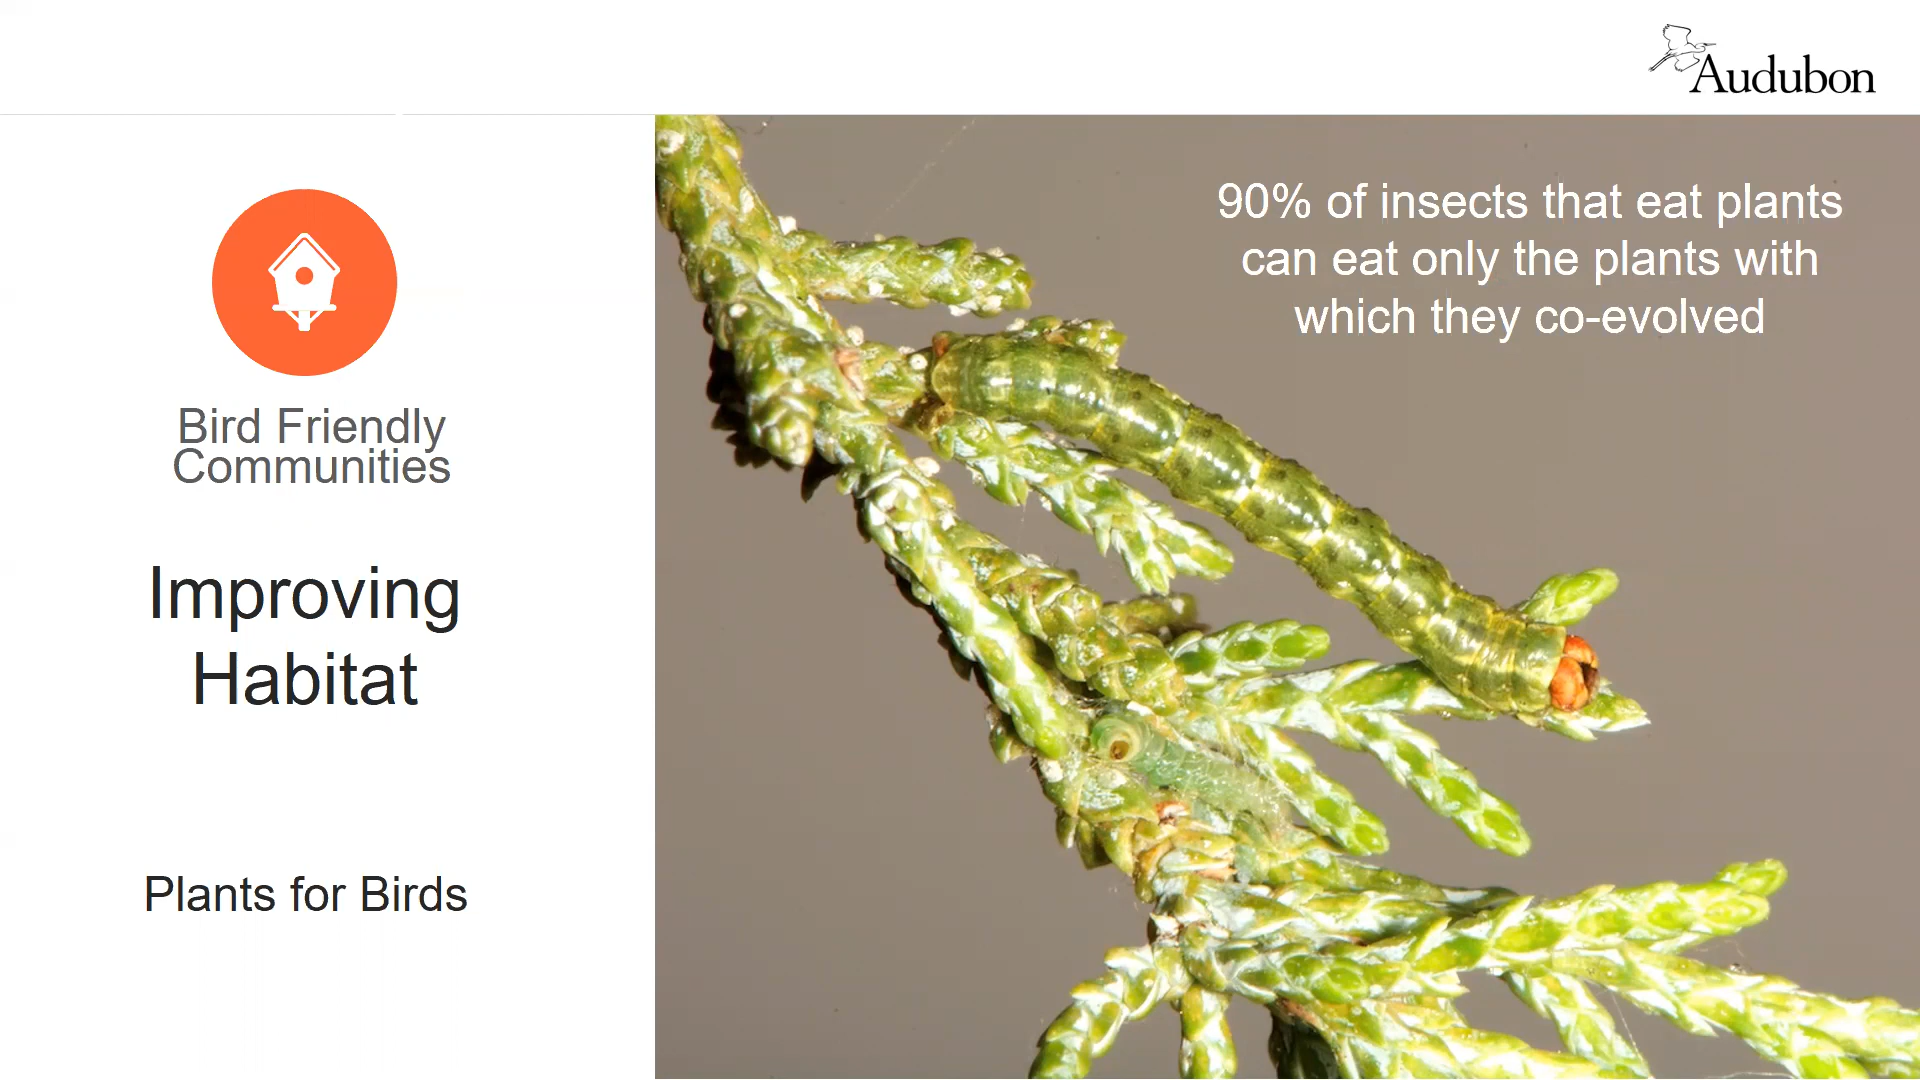 Audubon
Bird Friendly
Communities
Improving
Habitat
Plants for Birds
90% of insects that eat plants
can eat only the plants with
which they co-evolved